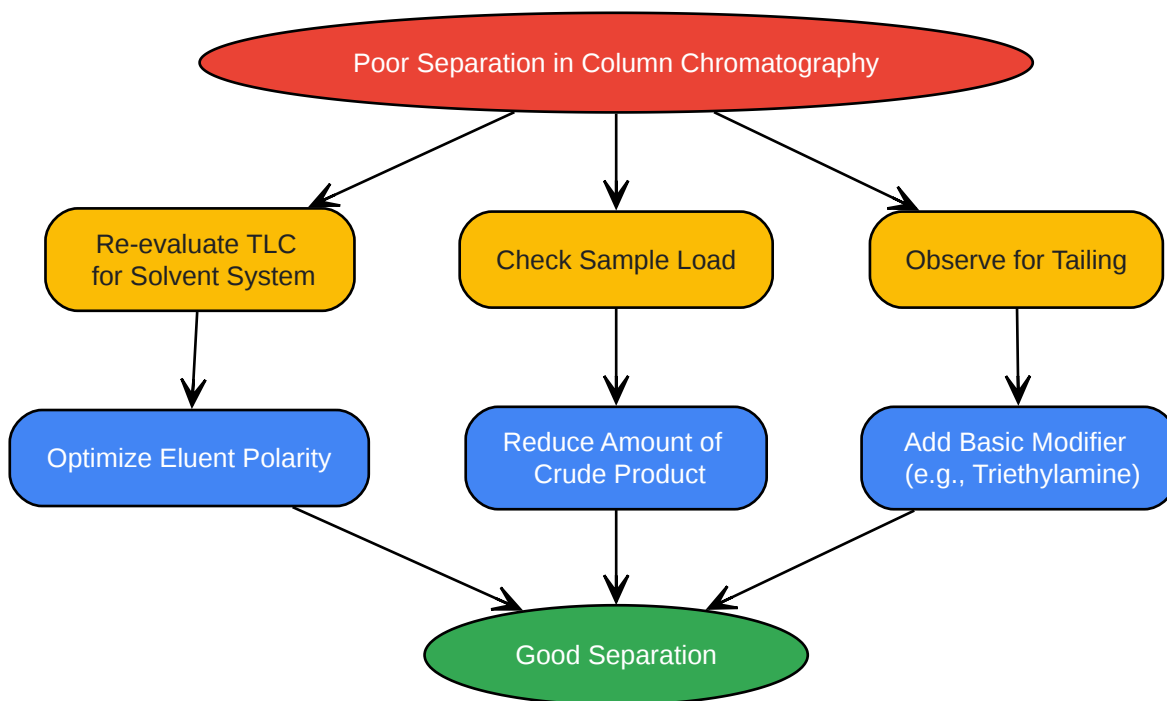 Poor Separation in Column Chromatography
Re-evaluate TLC
for Solvent System
Check Sample Load
Observe for Tailing
Optimize Eluent Polarity
Reduce Amount of
Crude Product
Add Basic Modifier
(e.g., Triethylamine)
Good Separation